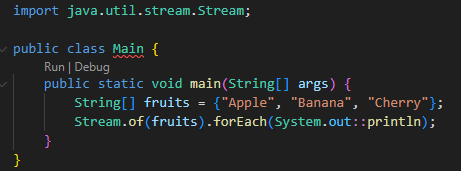 import java.util.stream.Stream;
public class Main {
Run | Debug
public static void main(String[] args) {
String[] fruits = {"Apple", "Banana", "Cherry"};
Stream.of(fruits).forEach(System.out::println);
}
}